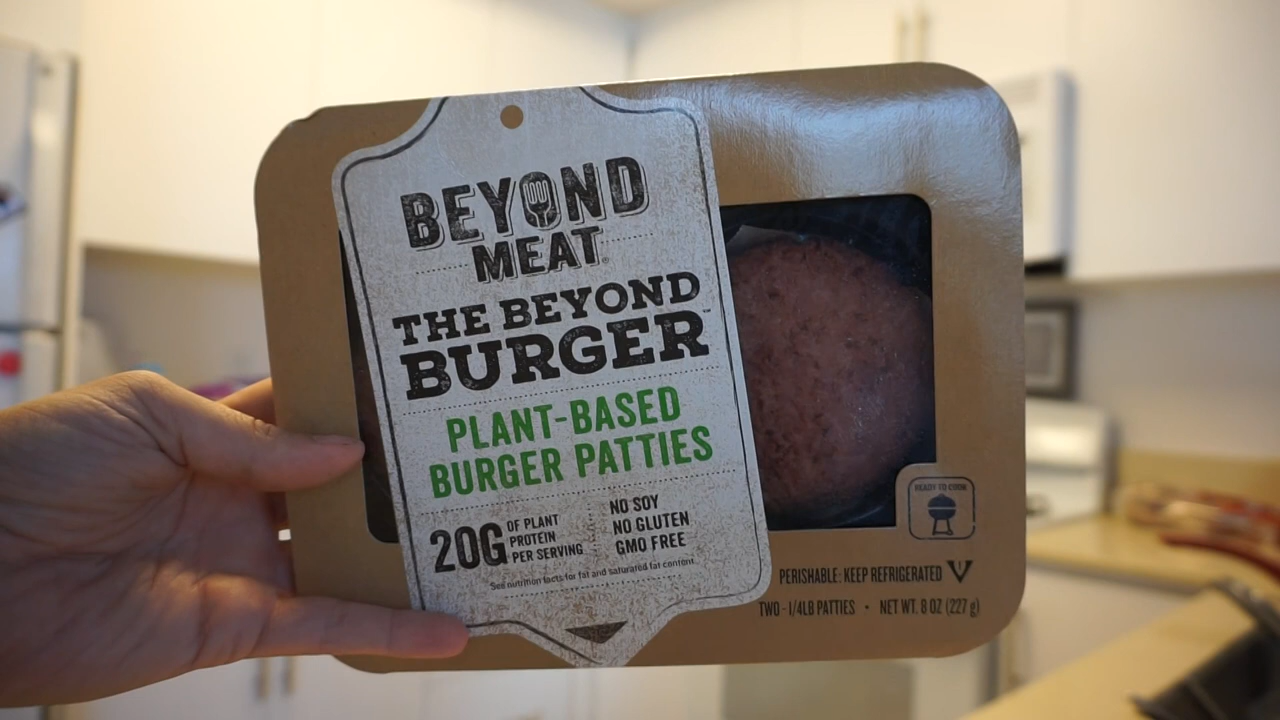 BEYOND
MEAT®
THE BEYOND
BURGER™
PLANT-BASED
BURGER PATTIES
20G OF PLANT
PROTEIN
PER SERVING
NO SOY
NO GLUTEN
GMO FREE
See nutrition facts for fat and saturated fat content
READY TO COOK
PERISHABLE: KEEP REFRIGERATED V
TWO - 1/4LB PATTIES • NET WT. 8 OZ (227 g)